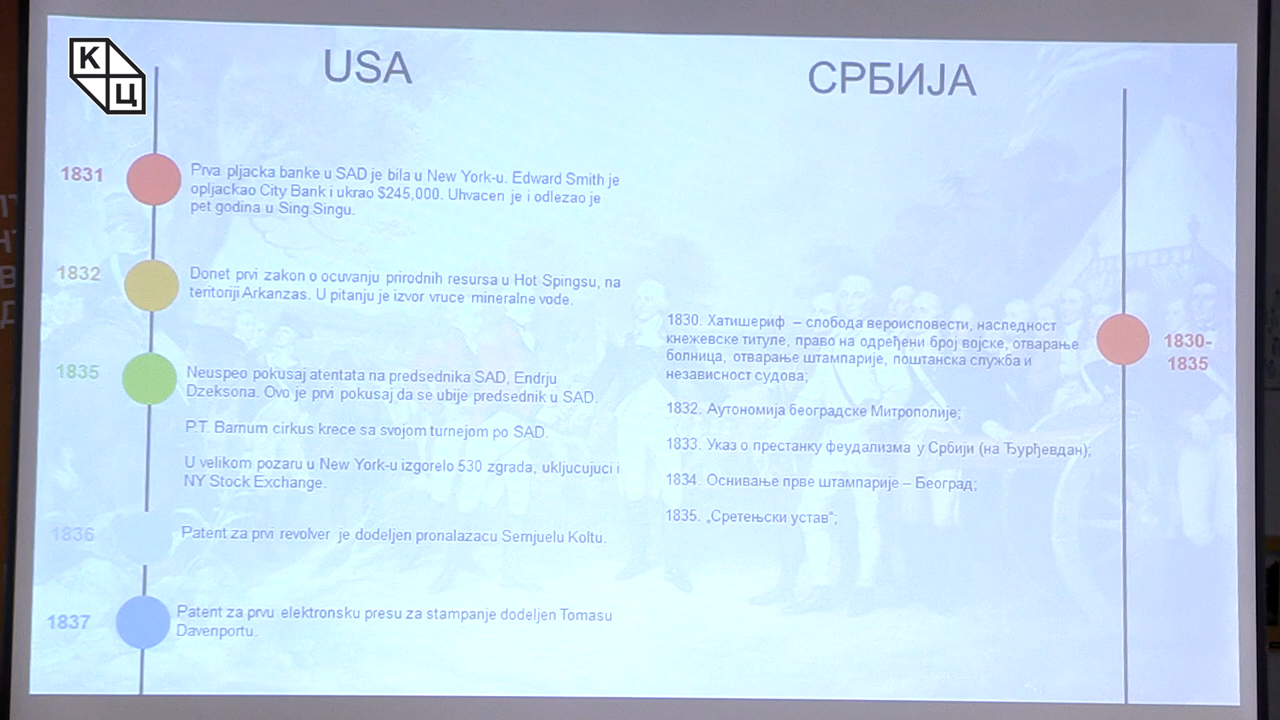 К
Ц
USA
1831
Prva pljacka banke u SAD je bila u New York-u. Edward Smith je
opljackao City Bank i ukrao $245,000. Uhvacen je i odlezao je
pet godina u Sing Singu.
1832
Donet prvi zakon o ocuvanju prirodnih resursa u Hot Spingsu, na
teritoriji Arkanzas. U pitanju je izvor vruce mineralne vode.
1835
Neuspeo pokusaj atentata na predsednika SAD, Endrju
Dzeksona. Ovo je prvi pokusaj da se ubije predsednik u SAD.
P.T. Barnum cirkus krece sa svojom turnejom po SAD.
U velikom pozaru u New York-u izgorelo 530 zgrada, ukljucujuci i
NY Stock Exchange.
1836
Patent za prvi revolver je dodeljen pronalazacu Semjuelu Koltu.
1837
Patent za prvu elektronsku presu za stampanje dodeljen Tomasu
Davenportu.
СРБИЈА
1830-
1835
1830. Хатишериф – слобода вероисповести, наследност
кнежевске титуле, право на одређени број војске, отварање
болница, отварање штампарије, поштанска служба и
независност судова;
1832. Аутономија београдске Митрополије;
1833. Указ о престанку феудализма у Србији (на Ђурђевдан);
1834. Оснивање прве штампарије – Београд;
1835. „Сретењски устав“;